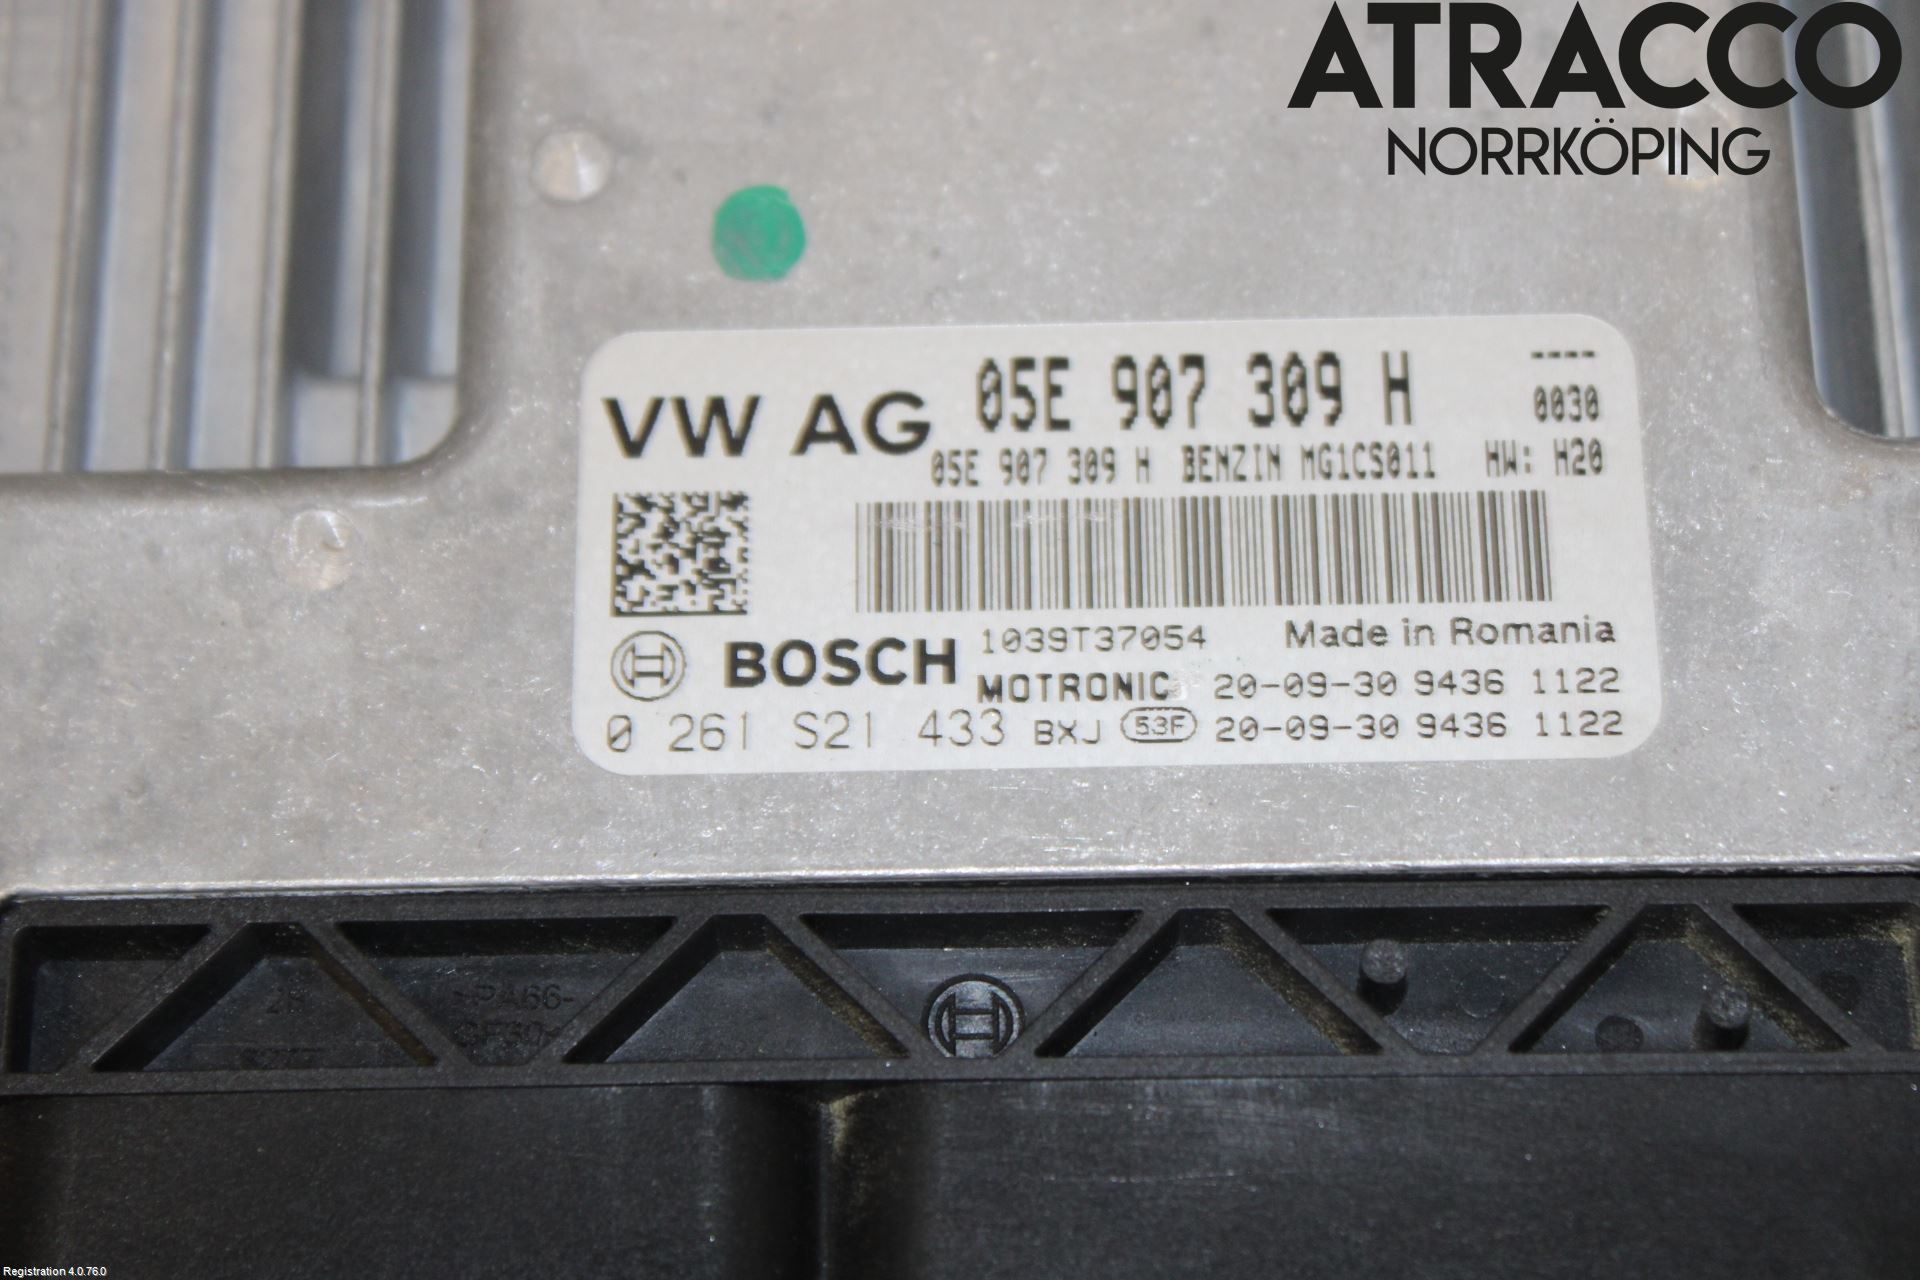 ATRACCO
NORRKÖPING
VW AG 05E 907 309 H ----
0030
05E 907 309 H BENZIN MG1CS011 HW: H20
1039T37054 Made in Romania
BOSCH
MOTRONIC 20-09-30 9436 1122
0 261 S21 433 BXJ 53F 20-09-30 9436 1122
-PA66-
GF30
Registration 4.0.76.0